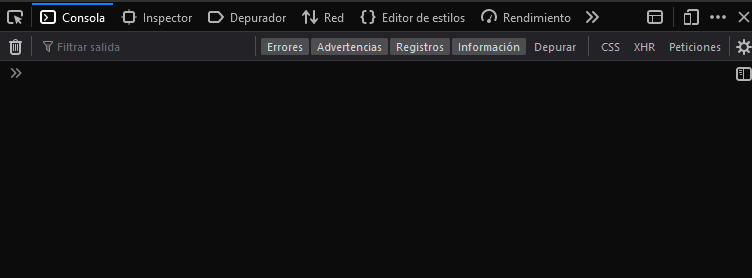 Consola Inspector Depurador Red Editor de estilos Rendimiento
Filtrar salida Errores Advertencias Registros Información Depurar CSS XHR Peticiones